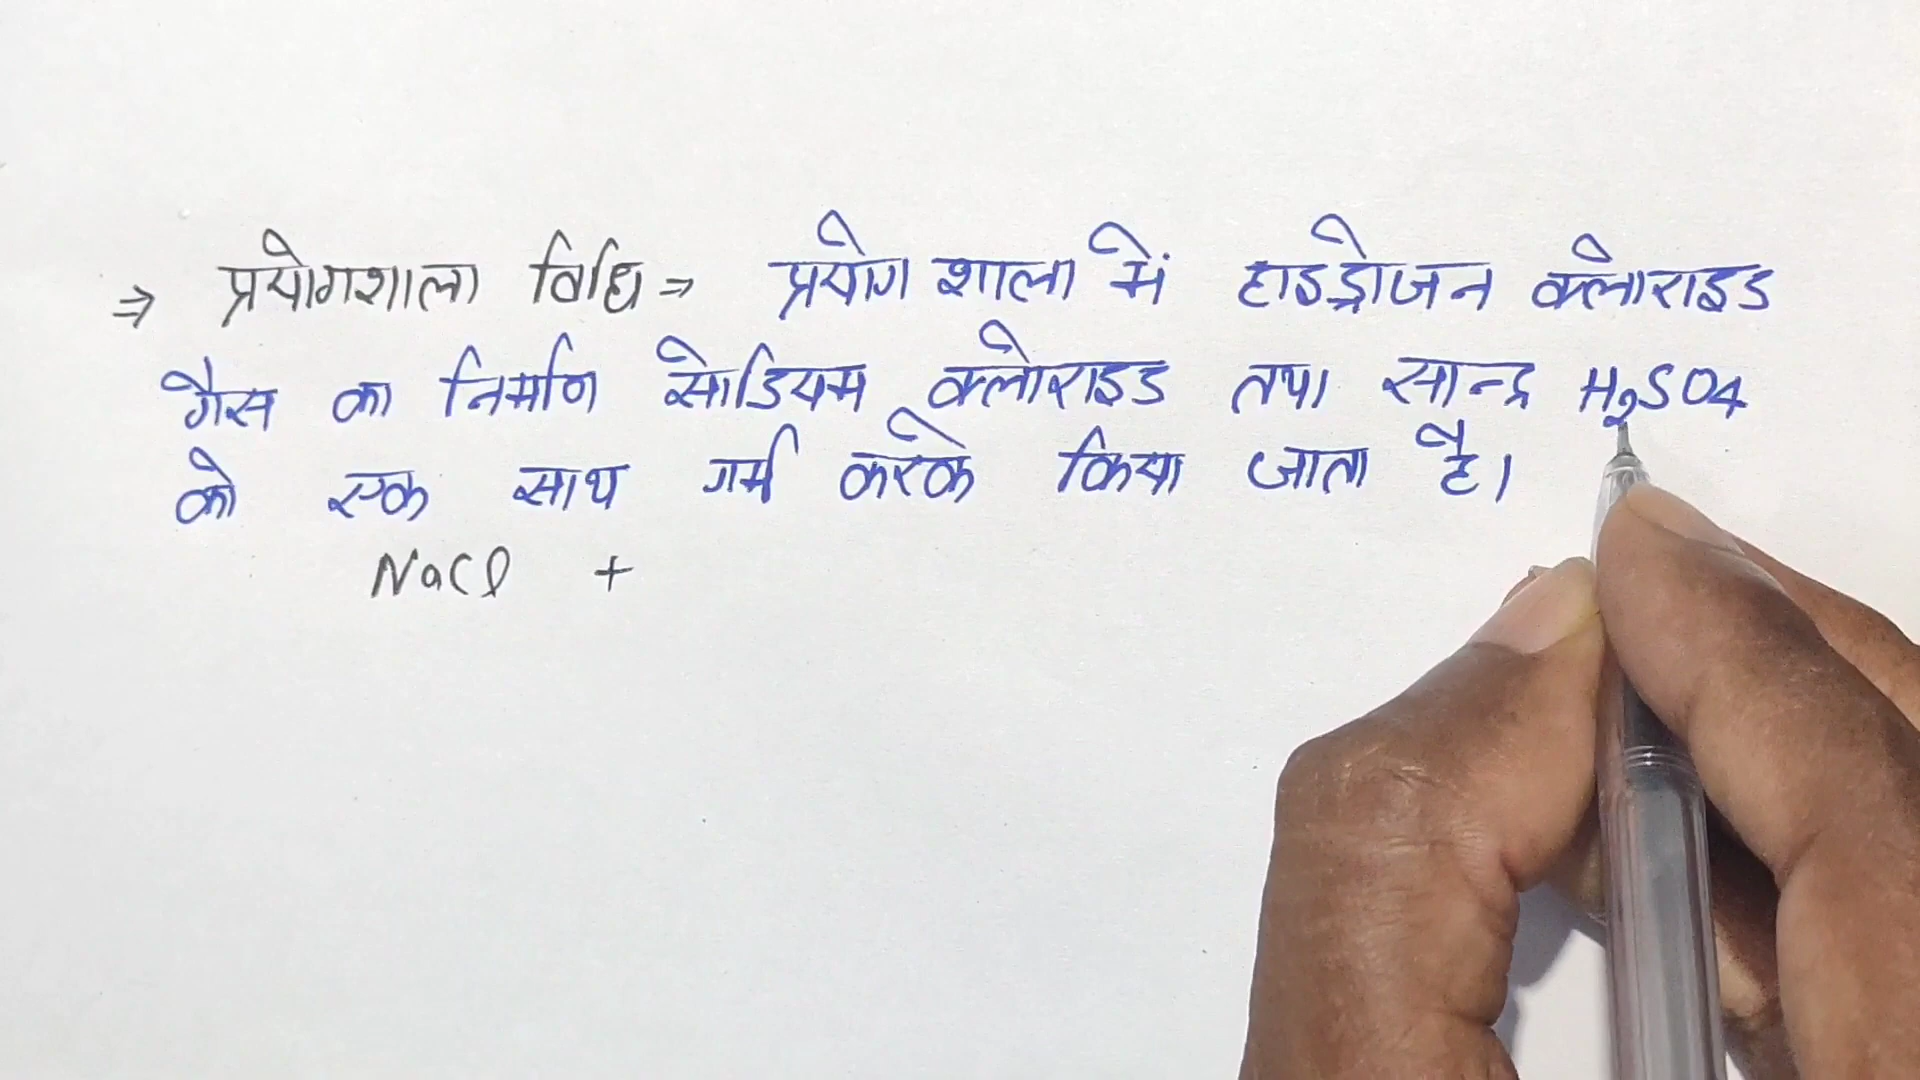 ⇒ प्रयोगशाला विधि ⇒ प्रयोग शाला में हाइड्रोजन क्लोराइड
गैस का निर्माण सोडियम क्लोराइड तथा सान्द्र H₂SO4
को एक साथ गर्म करके किया जाता है।
NaCl +